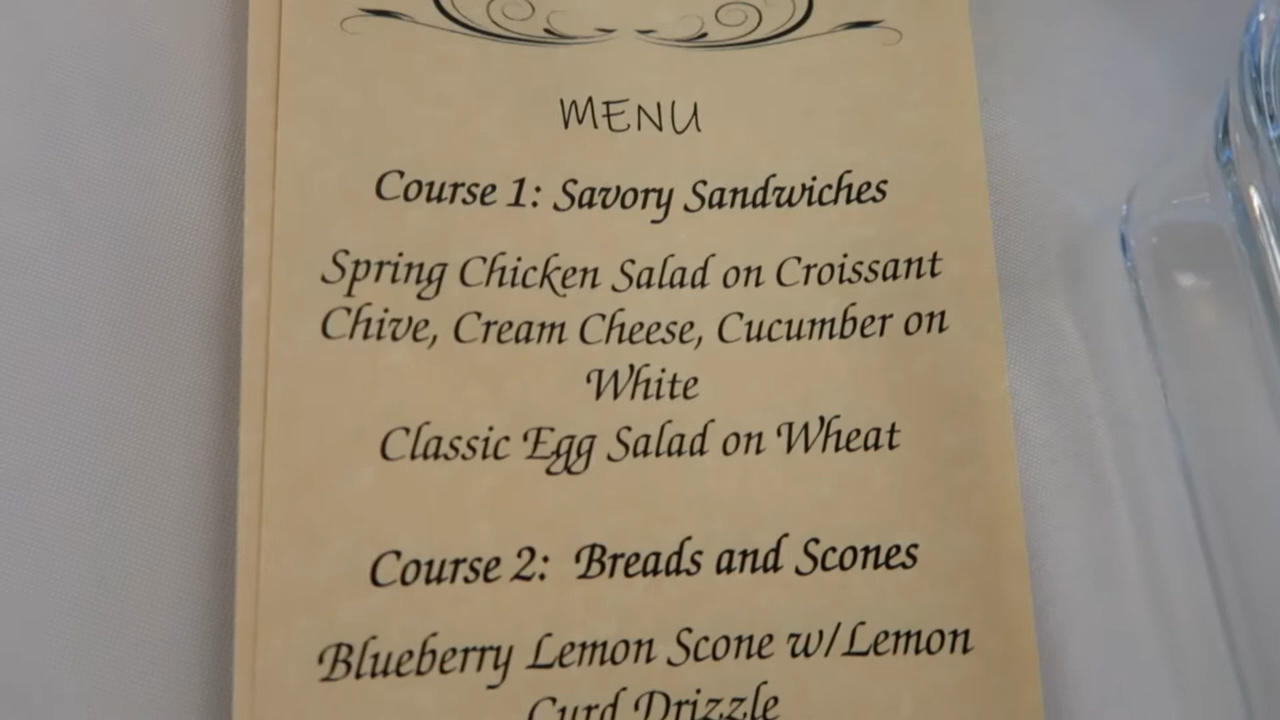 MENU
Course 1: Savory Sandwiches
Spring Chicken Salad on Croissant
Chive, Cream Cheese, Cucumber on
White
Classic Egg Salad on Wheat
Course 2: Breads and Scones
Blueberry Lemon Scone w/Lemon
Curd Drizzle